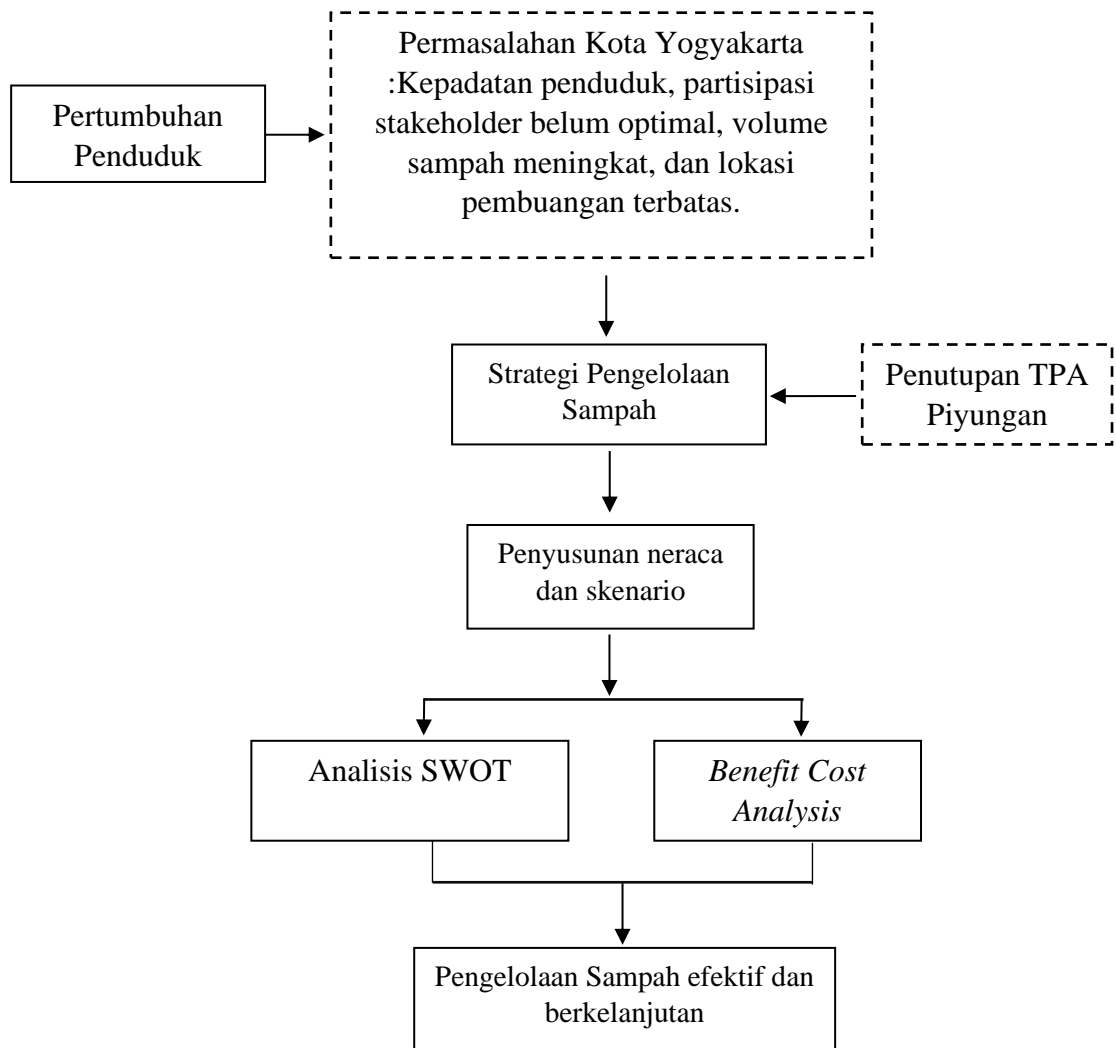 Permasalahan Kota Yogyakarta
:Kepadatan penduduk, partisipasi
stakeholder belum optimal, volume
sampah meningkat, dan lokasi
pembuangan terbatas.
Pertumbuhan
Penduduk
Strategi Pengelolaan
Sampah
Penutupan TPA
Piyungan
Penyusunan neraca
dan skenario
Analisis SWOT
Benefit Cost
Analysis
Pengelolaan Sampah efektif dan
berkelanjutan